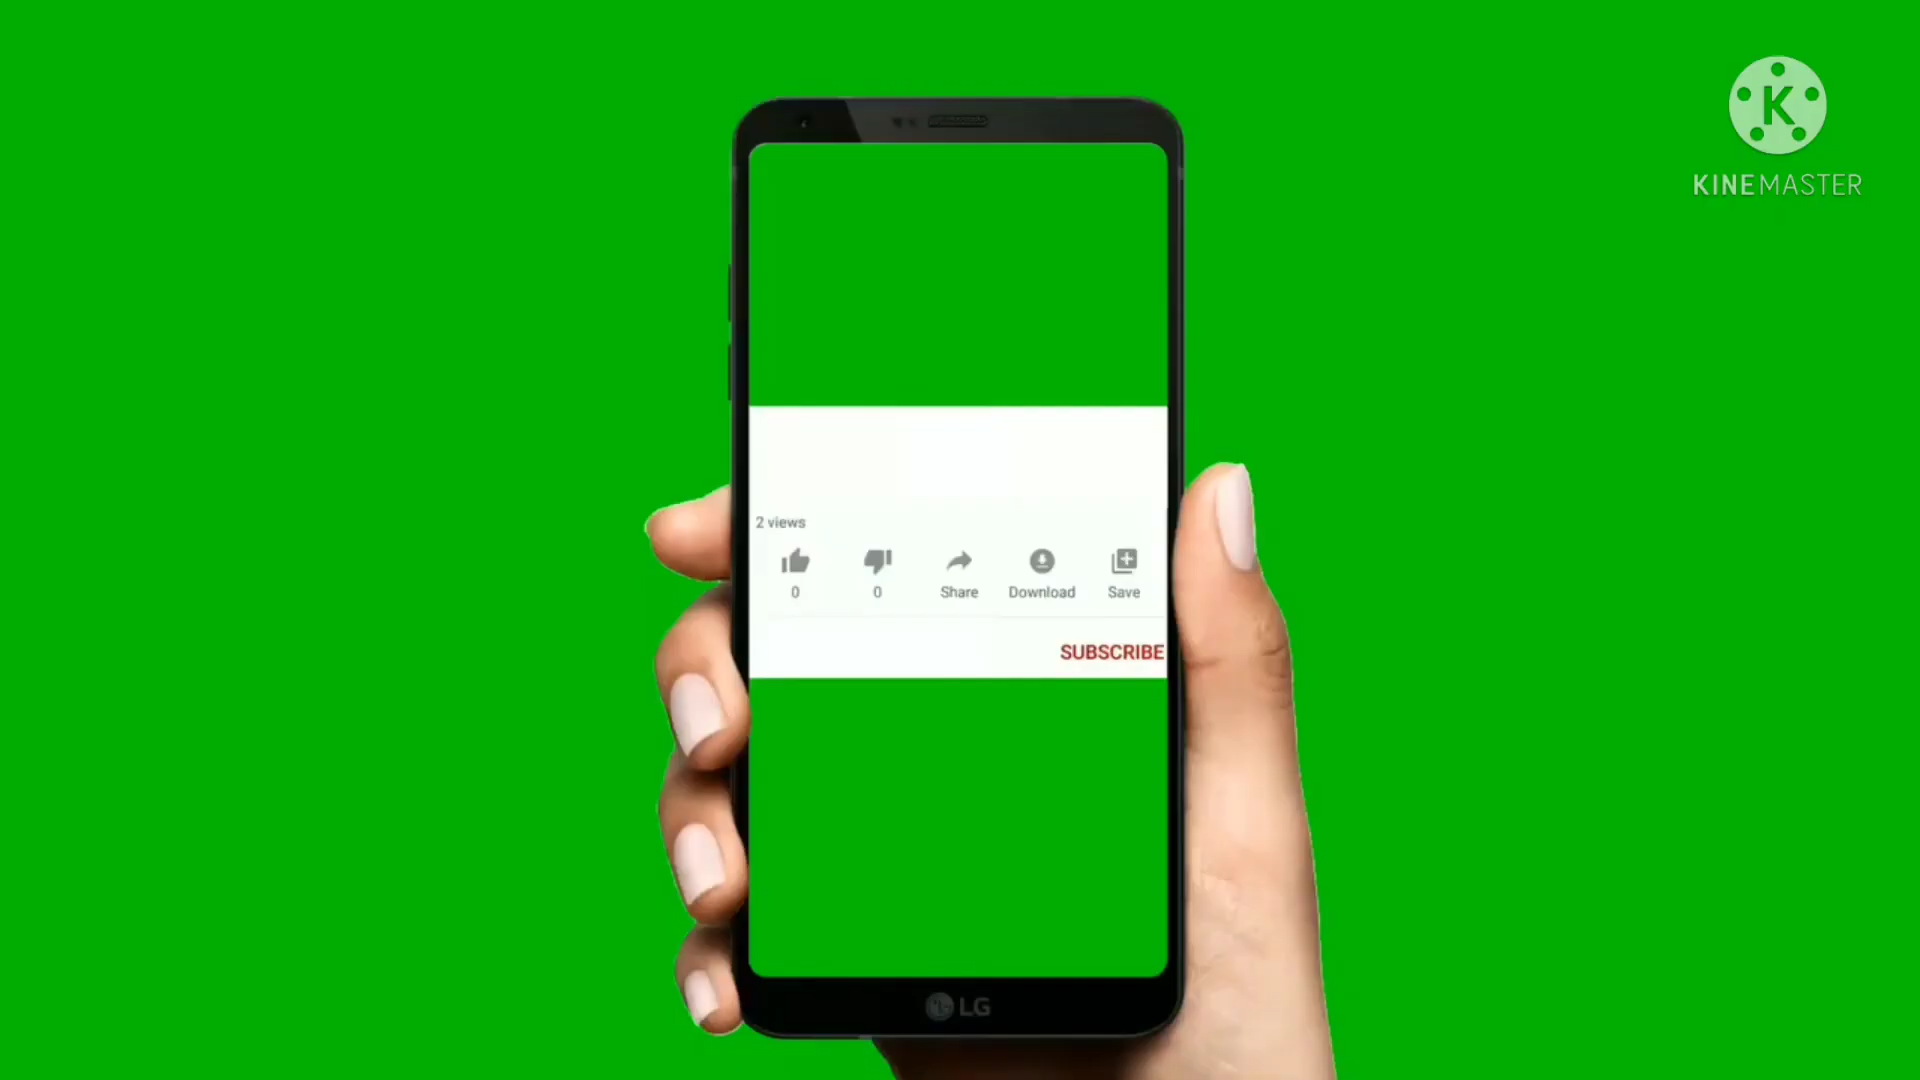 K
KINEMASTER
2 views
0 0 Share Download Save
SUBSCRIBE
LG